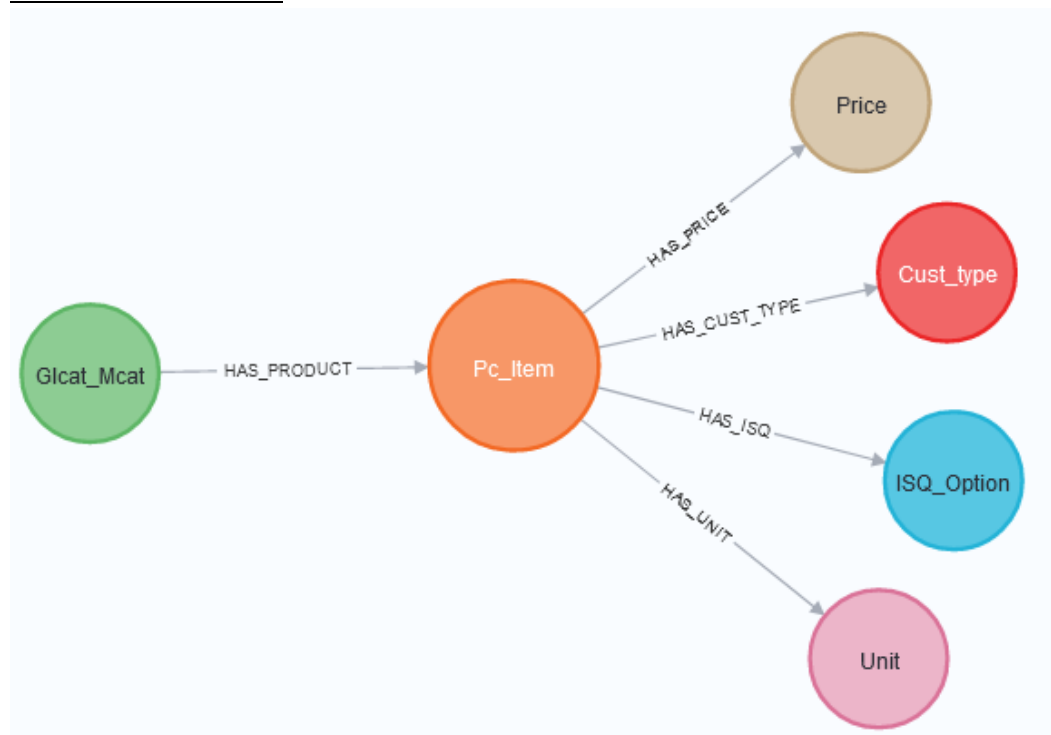 Price
HAS_PRICE
Cust_type
HAS_CUST_TYPE
Glcat_Mcat
HAS_PRODUCT
Pc_Item
HAS_ISQ
ISQ_Option
HAS_UNIT
Unit